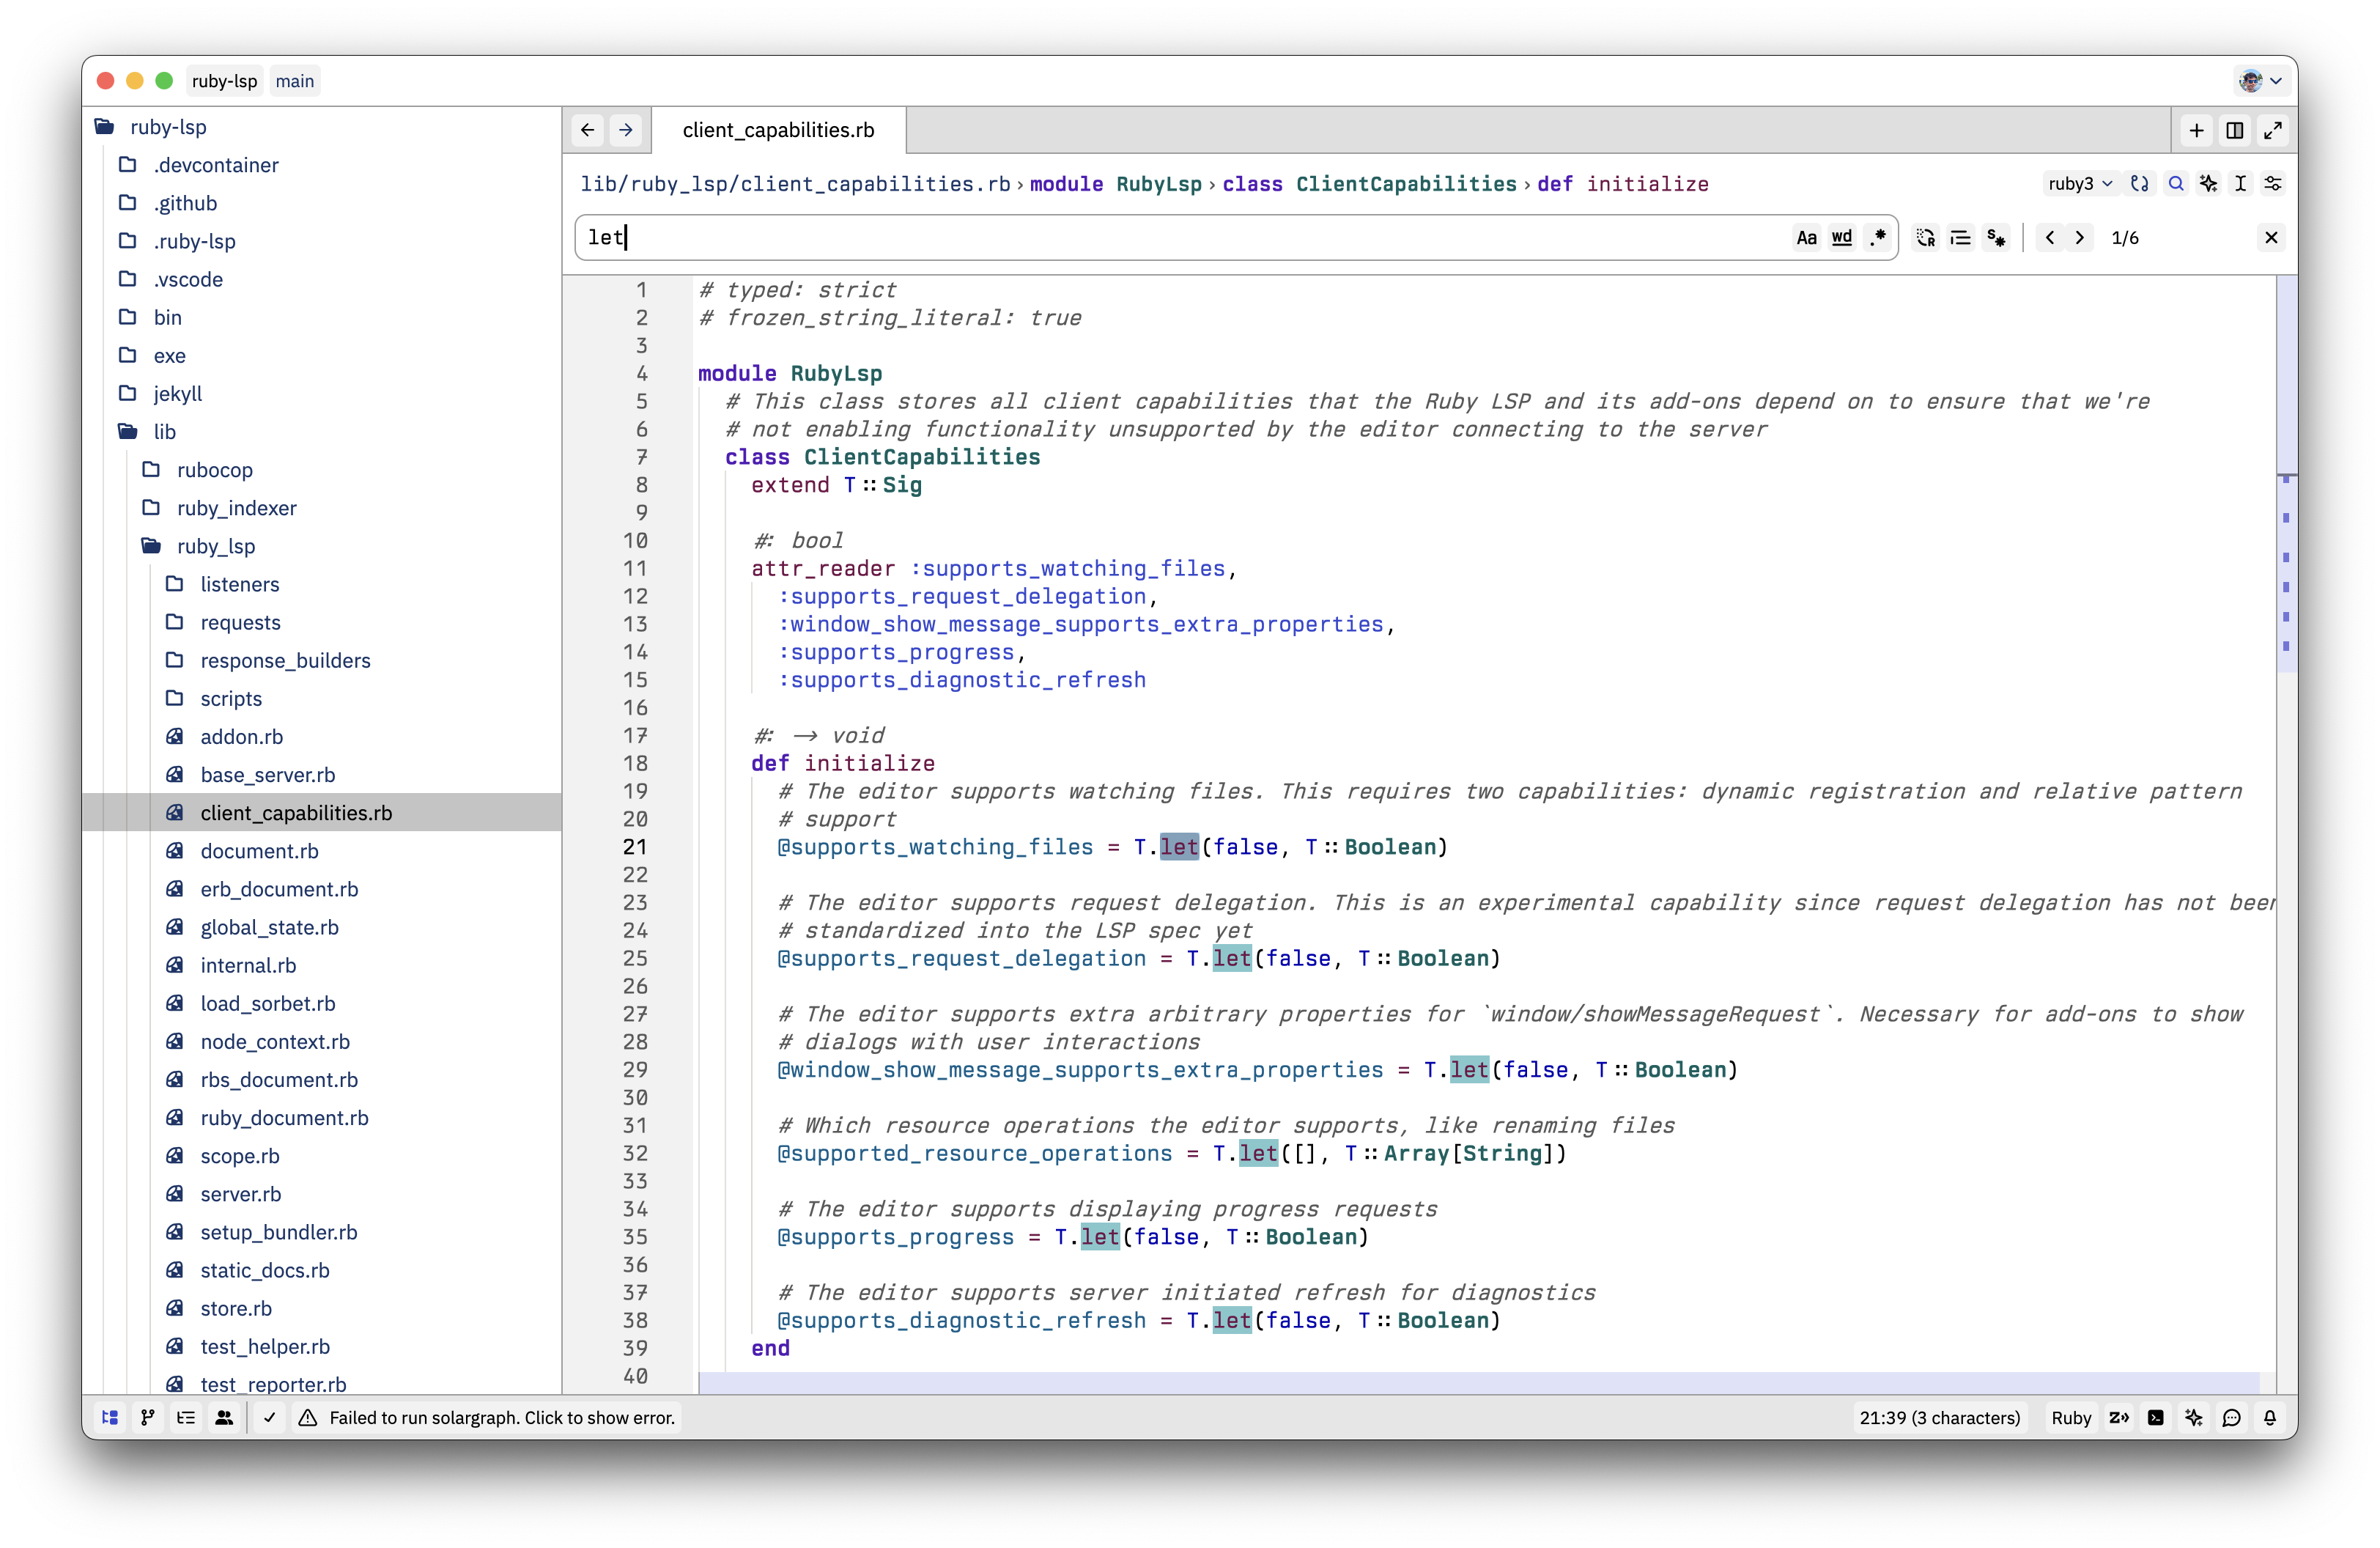 ruby-lsp main
ruby-lsp
.devcontainer
.github
.ruby-lsp
.vscode
bin
exe
jekyll
lib
rubocop
ruby_indexer
ruby_lsp
listeners
requests
response_builders
scripts
addon.rb
base_server.rb
client_capabilities.rb
document.rb
erb_document.rb
global_state.rb
internal.rb
load_sorbet.rb
node_context.rb
rbs_document.rb
ruby_document.rb
scope.rb
server.rb
setup_bundler.rb
static_docs.rb
store.rb
test_helper.rb
test_reporter.rb
client_capabilities.rb
lib/ruby_lsp/client_capabilities.rb › module RubyLsp › class ClientCapabilities › def initialize
ruby3
let
Aa wd .* 1/6
1 # typed: strict
2 # frozen_string_literal: true
3
4 module RubyLsp
5 # This class stores all client capabilities that the Ruby LSP and its add-ons depend on to ensure that we're
6 # not enabling functionality unsupported by the editor connecting to the server
7 class ClientCapabilities
8 extend T::Sig
9
10 #: bool
11 attr_reader :supports_watching_files,
12 :supports_request_delegation,
13 :window_show_message_supports_extra_properties,
14 :supports_progress,
15 :supports_diagnostic_refresh
16
17 #: -> void
18 def initialize
19 # The editor supports watching files. This requires two capabilities: dynamic registration and relative pattern
20 # support
21 @supports_watching_files = T.let(false, T::Boolean)
22
23 # The editor supports request delegation. This is an experimental capability since request delegation has not been
24 # standardized into the LSP spec yet
25 @supports_request_delegation = T.let(false, T::Boolean)
26
27 # The editor supports extra arbitrary properties for `window/showMessageRequest`. Necessary for add-ons to show
28 # dialogs with user interactions
29 @window_show_message_supports_extra_properties = T.let(false, T::Boolean)
30
31 # Which resource operations the editor supports, like renaming files
32 @supported_resource_operations = T.let([], T::Array[String])
33
34 # The editor supports displaying progress requests
35 @supports_progress = T.let(false, T::Boolean)
36
37 # The editor supports server initiated refresh for diagnostics
38 @supports_diagnostic_refresh = T.let(false, T::Boolean)
39 end
40
Failed to run solargraph. Click to show error.
21:39 (3 characters) Ruby